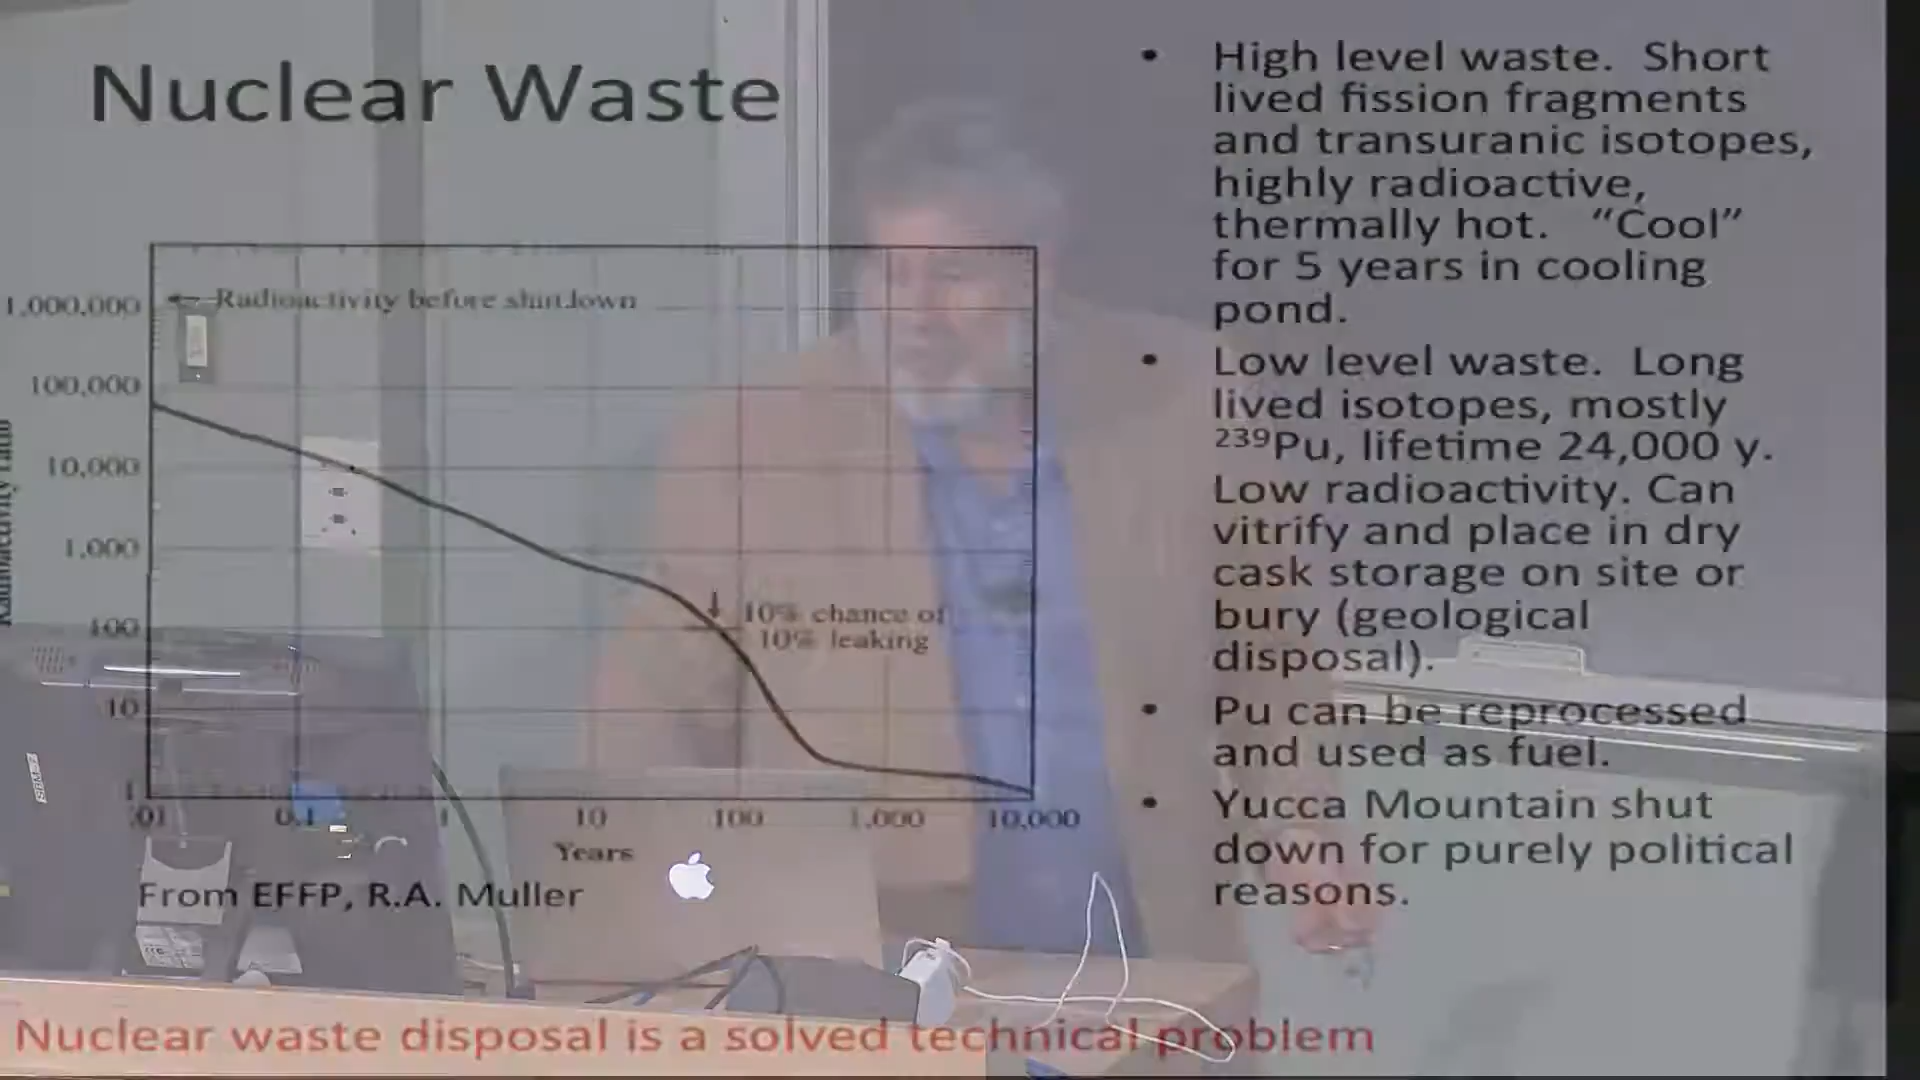 Nuclear Waste
1,000,000
100,000
10,000
1,000
100
10
1
Radioactivity ratio
Radioactivity before shutdown
10% chance of
10% leaking
.01
0.1
1
10
100
1,000
10,000
Years
From EFFP, R.A. Muller
• High level waste. Short
lived fission fragments
and transuranic isotopes,
highly radioactive,
thermally hot. “Cool”
for 5 years in cooling
pond.
• Low level waste. Long
lived isotopes, mostly
²³⁹Pu, lifetime 24,000 y.
Low radioactivity. Can
vitrify and place in dry
cask storage on site or
bury (geological
disposal).
• Pu can be reprocessed
and used as fuel.
• Yucca Mountain shut
down for purely political
reasons.
Nuclear waste disposal is a solved technical problem